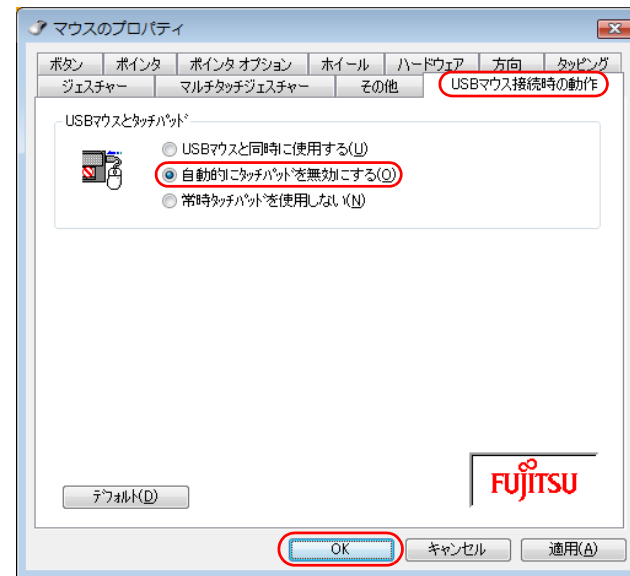 マウスのプロパティ
ボタン ポインタ ポインタ オプション ホイール ハードウェア 方向 タッピング
ジェスチャー マルチタッチジェスチャー その他 USBマウス接続時の動作
USBマウスとタッチパッド
USBマウスと同時に使用する(U)
自動的にタッチパッドを無効にする(O)
常時タッチパッドを使用しない(N)
FUJITSU
デフォルト(D)
OK キャンセル 適用(A)